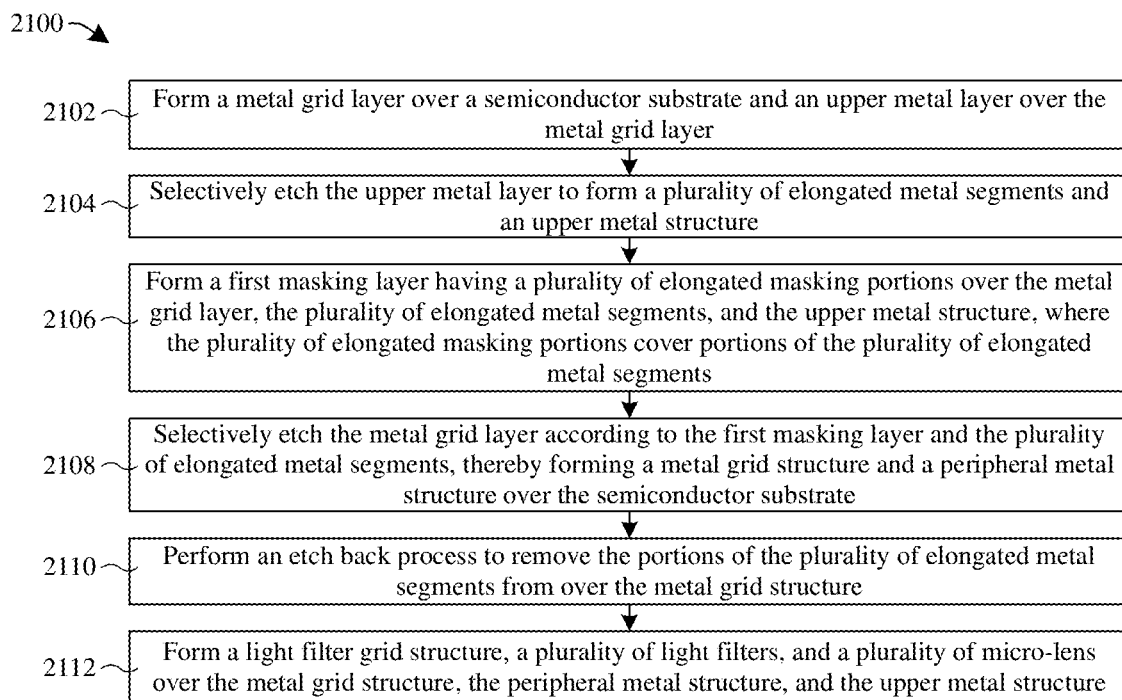 2100
2102
Form a metal grid layer over a semiconductor substrate and an upper metal layer over the
metal grid layer
2104
Selectively etch the upper metal layer to form a plurality of elongated metal segments and
an upper metal structure
2106
Form a first masking layer having a plurality of elongated masking portions over the metal
grid layer, the plurality of elongated metal segments, and the upper metal structure, where
the plurality of elongated masking portions cover portions of the plurality of elongated
metal segments
2108
Selectively etch the metal grid layer according to the first masking layer and the plurality
of elongated metal segments, thereby forming a metal grid structure and a peripheral metal
structure over the semiconductor substrate
2110
Perform an etch back process to remove the portions of the plurality of elongated metal
segments from over the metal grid structure
2112
Form a light filter grid structure, a plurality of light filters, and a plurality of micro-lens
over the metal grid structure, the peripheral metal structure, and the upper metal structure